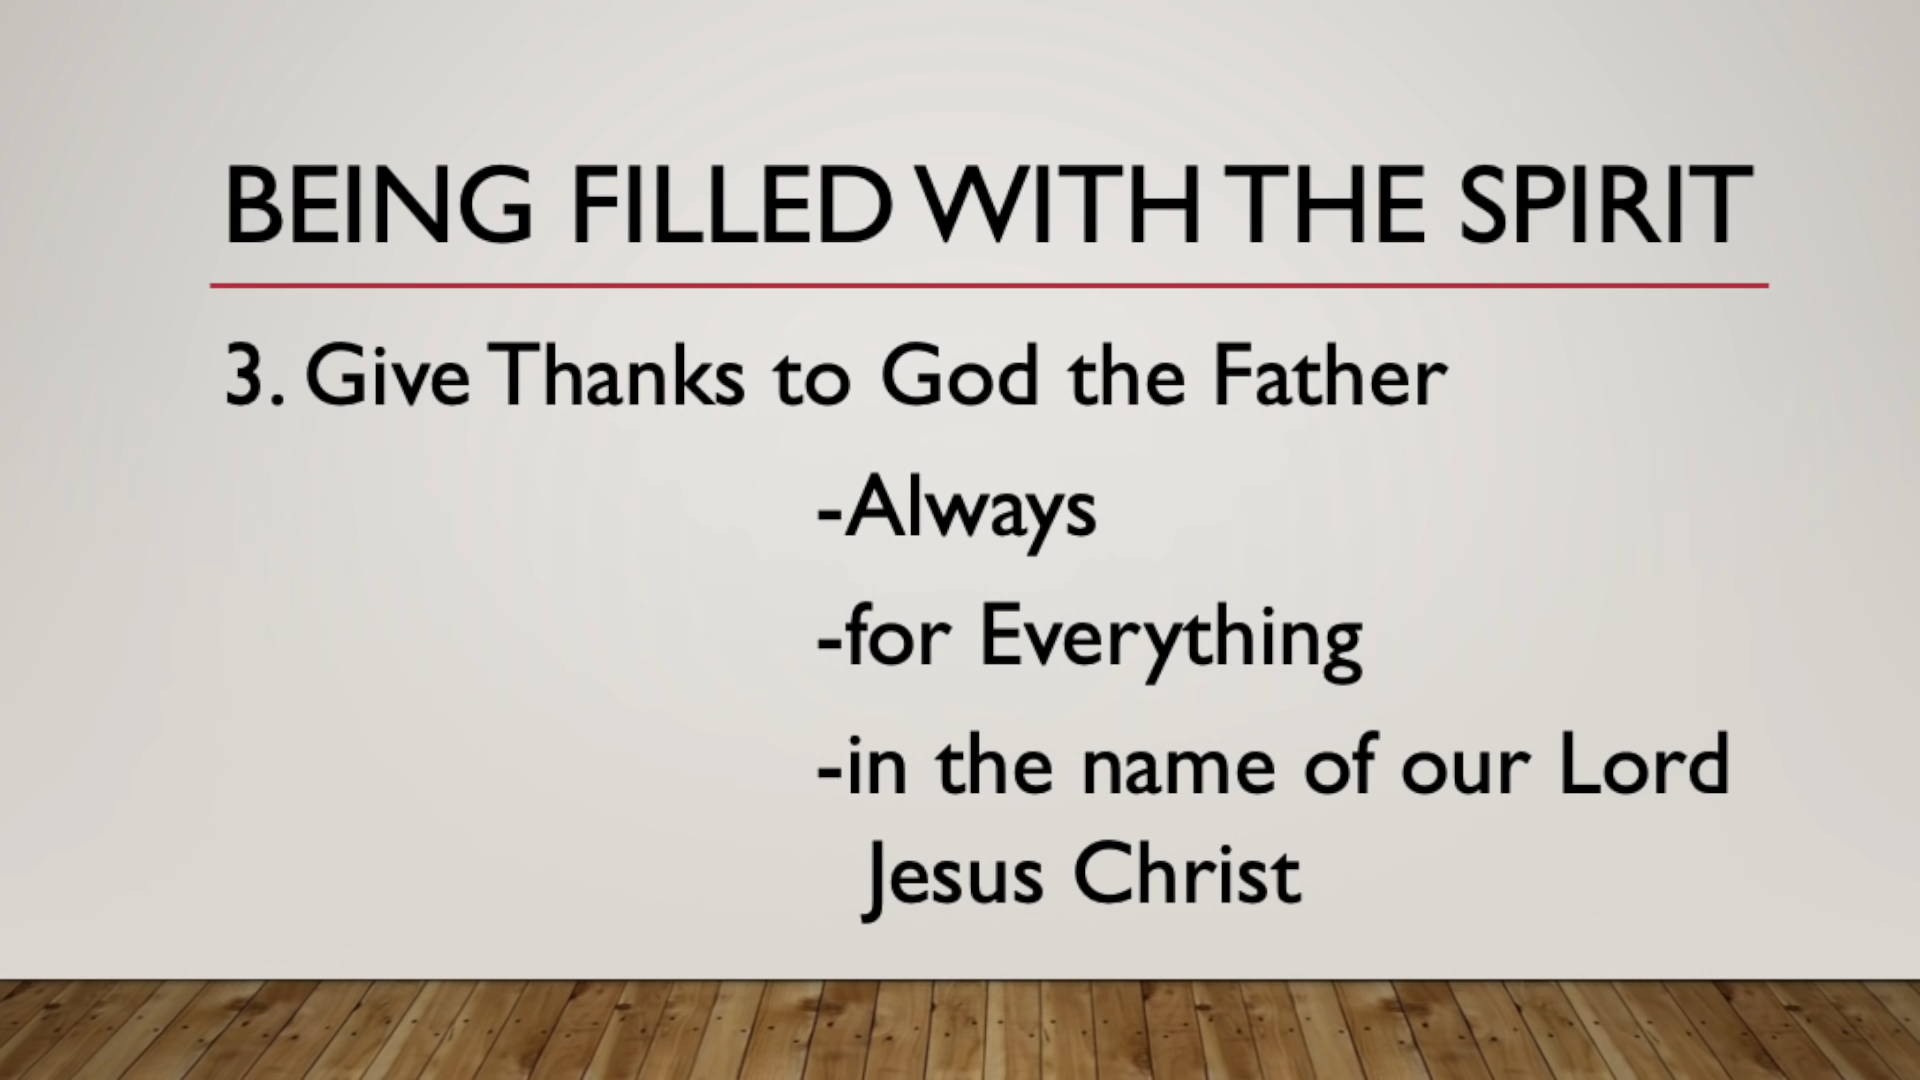 BEING FILLED WITH THE SPIRIT
3. Give Thanks to God the Father
-Always
-for Everything
-in the name of our Lord
Jesus Christ